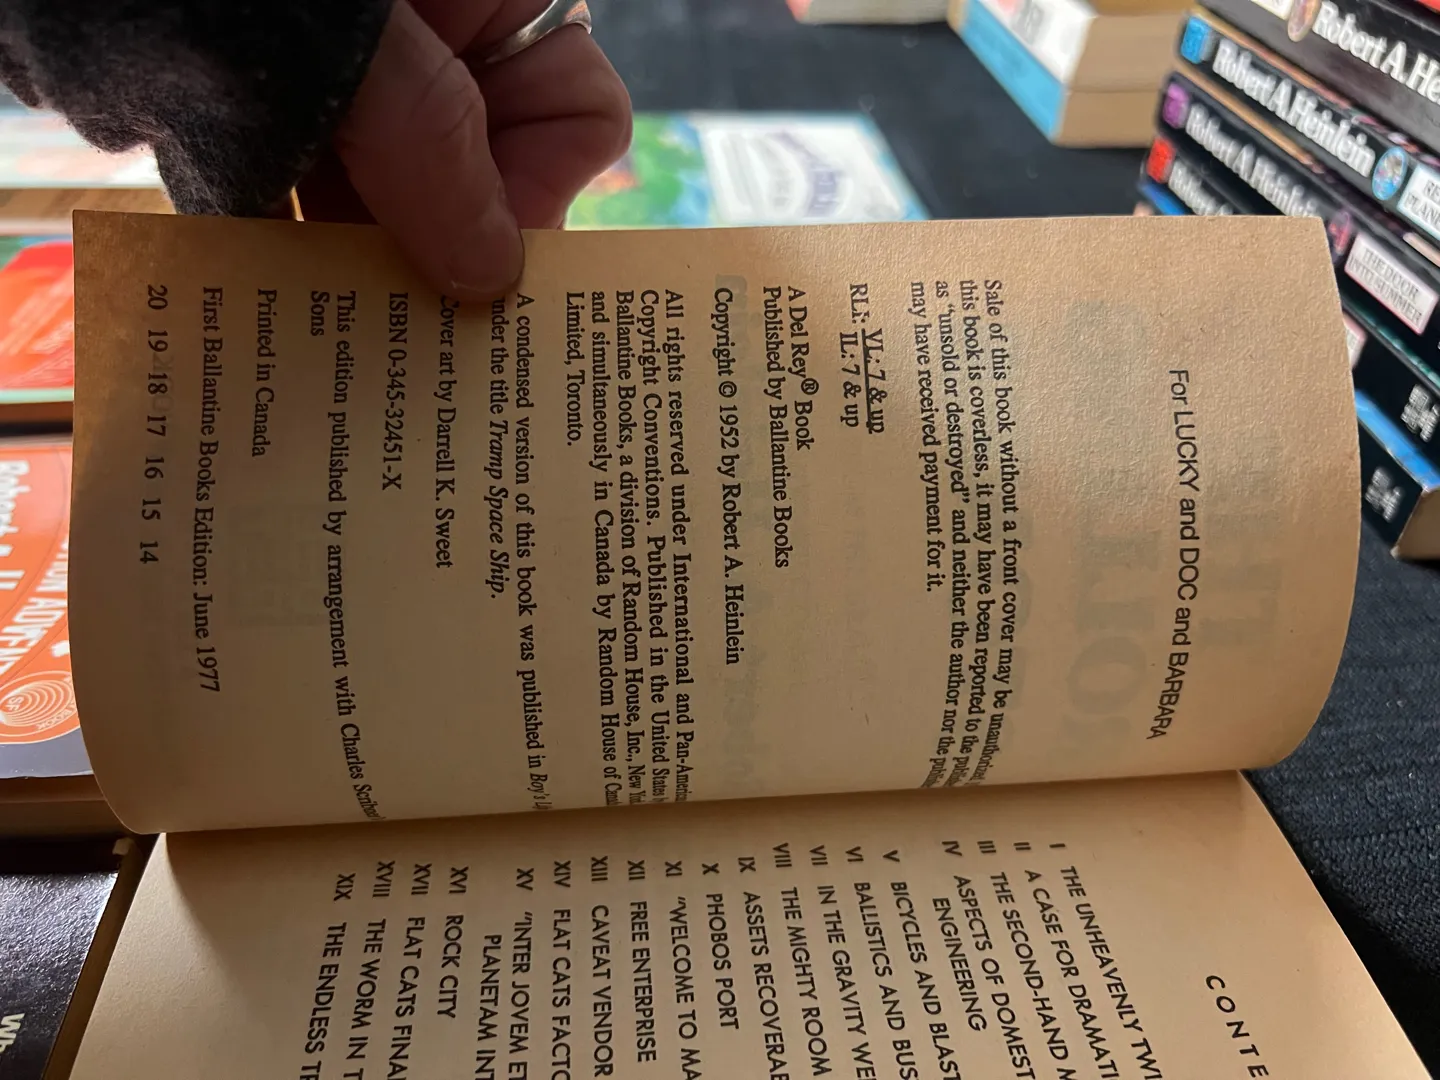 For LUCKY and DOC and BARBARA
Sale of this book without a front cover may be
this book is coverless, it may have been reported to the
as "unsold or destroyed" and neither the author nor the
may have received payment for it.
RLi: VL: 7 & up
IL: 7 & up
A Del Rey® Book
Published by Ballantine Books
Copyright © 1952 by Robert A. Heinlein
All rights reserved under International and
Copyright Conventions. Published in the United States
Ballantine Books, a division of Random House, Inc., New
and simultaneously in Canada by Random House of
Limited, Toronto.
A condensed version of this book was published in Boy's
under the title Tramp Space Ship.
Cover art by Darrell K. Sweet
ISBN 0-345-32451-X
This edition published by arrangement with Charles
Sons
Printed in Canada
First Ballantine Books Edition: June 1977
20 19 18 17 16 15 14
CONTE
I THE UNHEAVENLY TWI
II A CASE FOR DRAMATI
III THE SECOND-HAND M
IV ASPECTS OF DOMEST
ENGINEERING
V BICYCLES AND BLAST
VI BALLISTICS AND BUS
VII IN THE GRAVITY WE
VIII THE MIGHTY ROOM
IX ASSETS RECOVERAB
X PHOBOS PORT
XI "WELCOME TO MA
XII FREE ENTERPRISE
XIII CAVEAT VENDOR
XIV FLAT CATS FACTO
XV "INTER JOVEM ET
PLANETAM INT
XVI ROCK CITY
XVII FLAT CATS FINA
XVIII THE WORM IN T
XIX THE ENDLESS TR
Robert A. He
Robert A. Heinlein
Robert A. Heinlein
THE DOOR